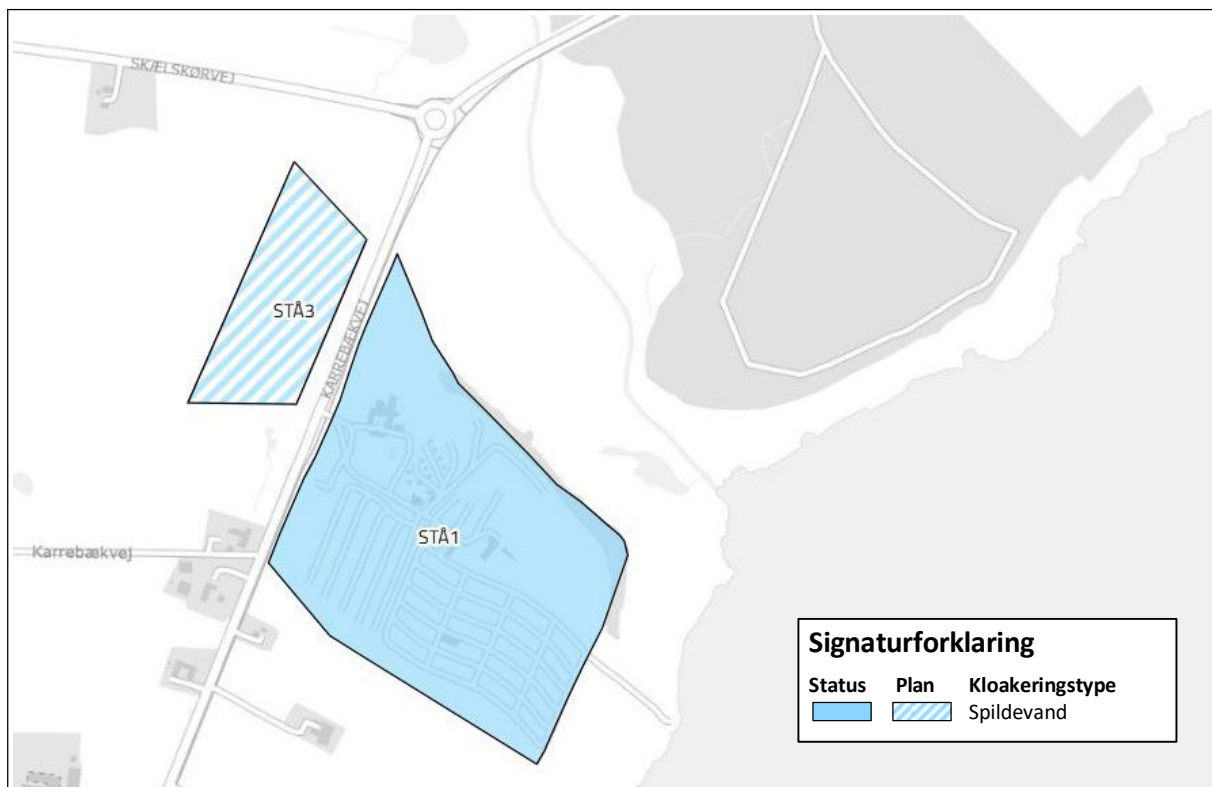 SKÆLSKØRVEJ
STÅ3
KARREBÆKVEJ
STÅ1
Karrebækvej
Signaturforklaring
Status Plan Kloakeringstype
Spildevand